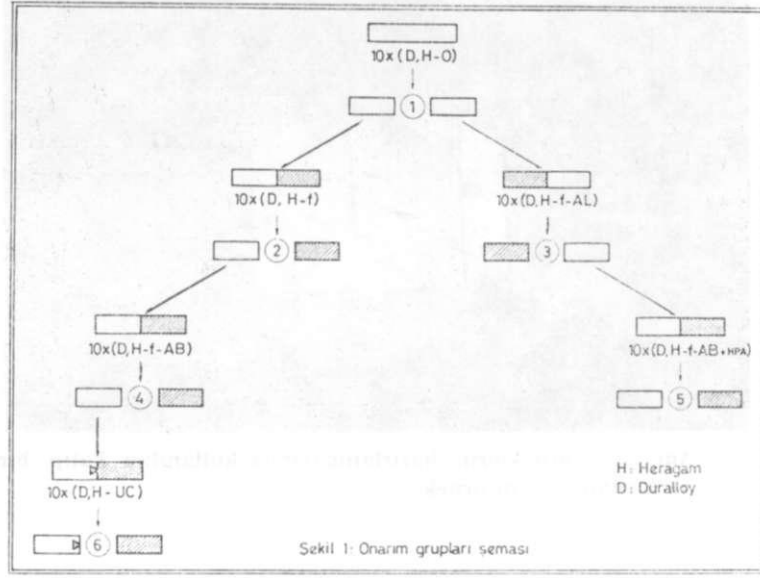 10x(D,H-O)
1
10x(D, H-f)
10x(D,H-f-AL)
2
3
10x(D,H-f-AB)
10x(D,H-f-AB+HPA)
4
5
10x(D,H-UC)
H: Heragam
D: Duralloy
6
Şekil 1: Onarım grupları şeması